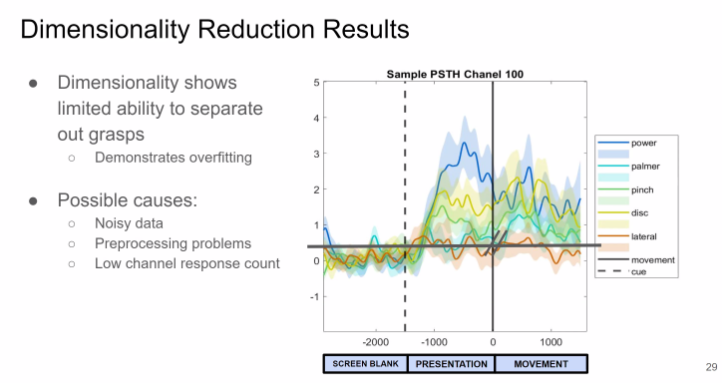 Dimensionality Reduction Results
● Dimensionality shows
limited ability to separate
out grasps
○ Demonstrates overfitting
● Possible causes:
○ Noisy data
○ Preprocessing problems
○ Low channel response count
Sample PSTH Chanel 100
5
4
3
2
1
0
-1
-2000
-1000
0
1000
SCREEN BLANK
PRESENTATION
MOVEMENT
power
palmer
pinch
disc
lateral
movement
cue
29